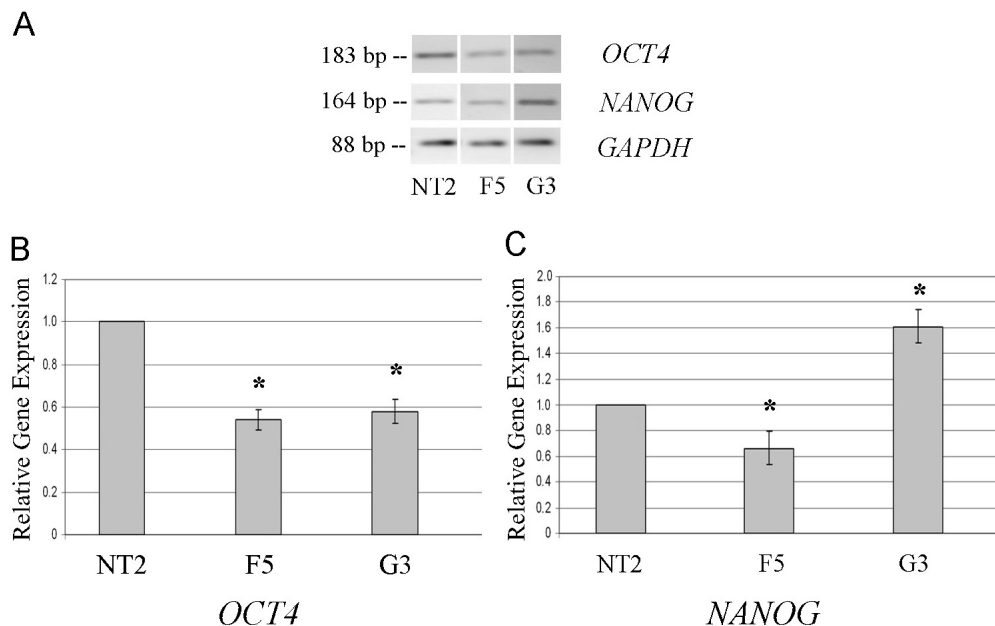 A
183 bp -- OCT4
164 bp -- NANOG
88 bp -- GAPDH
NT2 F5 G3
B
Relative Gene Expression
1.2
1.0
0.8
0.6
0.4
0.2
0
*
*
NT2 F5 G3
OCT4
C
Relative Gene Expression
2.0
1.8
1.6
1.4
1.2
1.0
0.8
0.6
0.4
0.2
0
*
*
NT2 F5 G3
NANOG